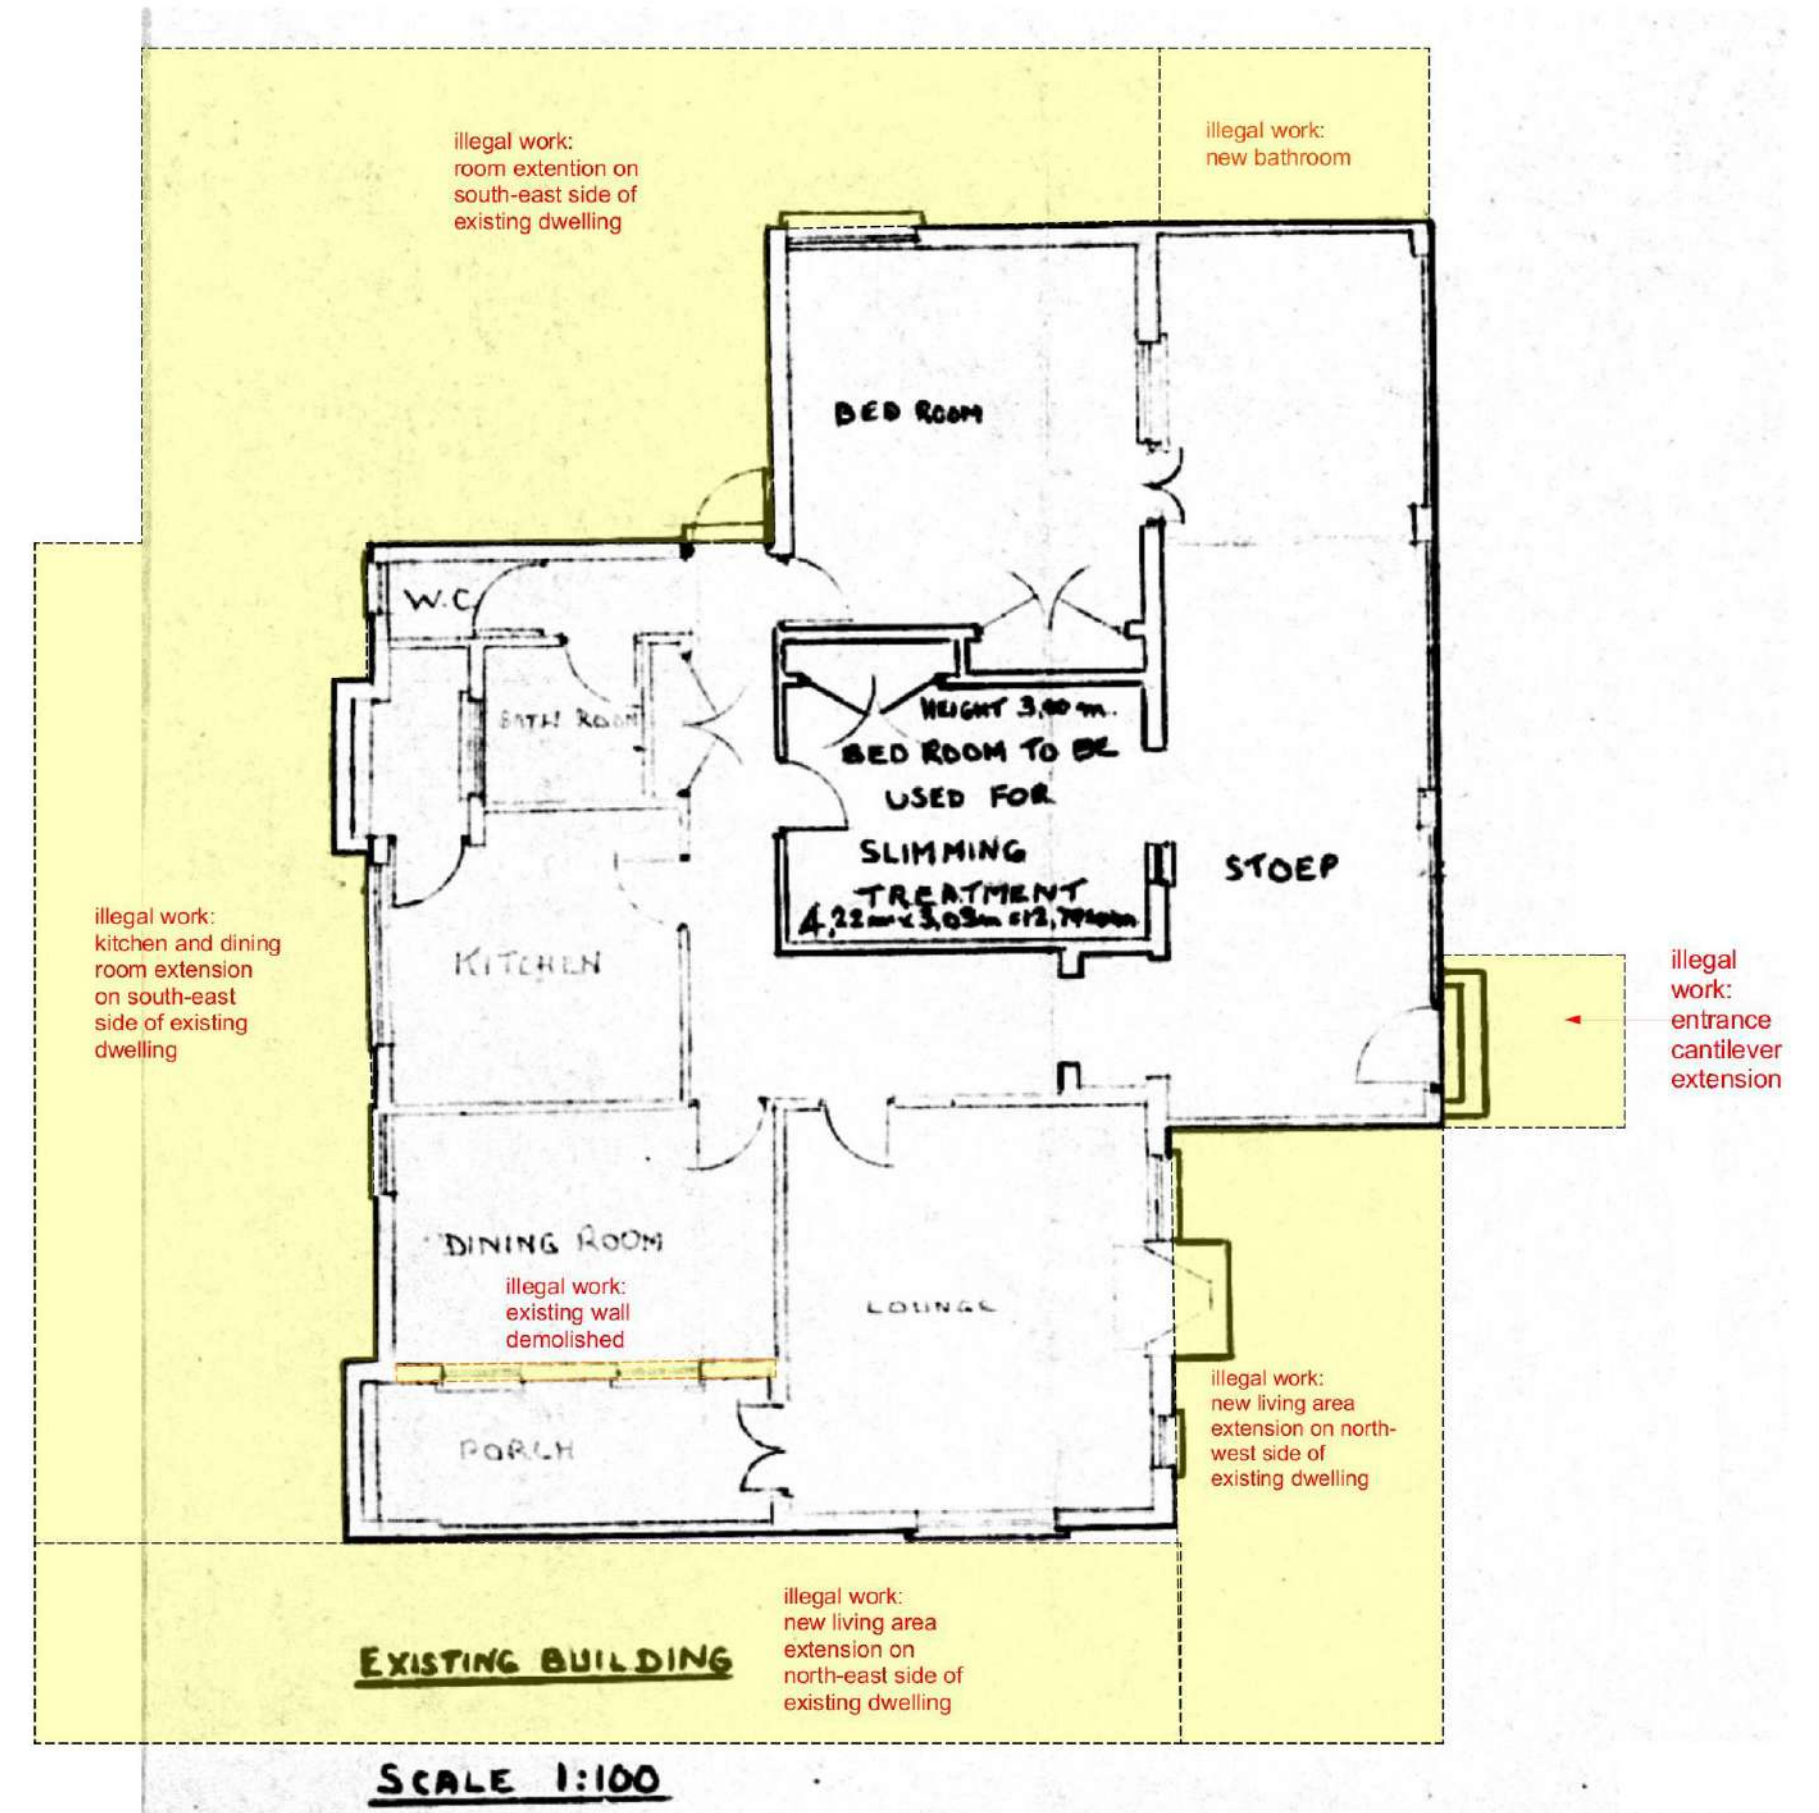 illegal work:
room extention on
south-east side of
existing dwelling
illegal work:
new bathroom
BED ROOM
W.C
BATH ROOM
HEIGHT 3,00 m.
BED ROOM TO BE
USED FOR
SLIMMING
TREATMENT
4,22m x 3,03m
STOEP
KITCHEN
illegal work:
kitchen and dining
room extension
on south-east
side of existing
dwelling
illegal
work:
entrance
cantilever
extension
DINING ROOM
illegal work:
existing wall
demolished
LOUNGE
PORCH
illegal work:
new living area
extension on north-
west side of
existing dwelling
illegal work:
new living area
extension on
north-east side of
existing dwelling
EXISTING BUILDING
SCALE 1:100